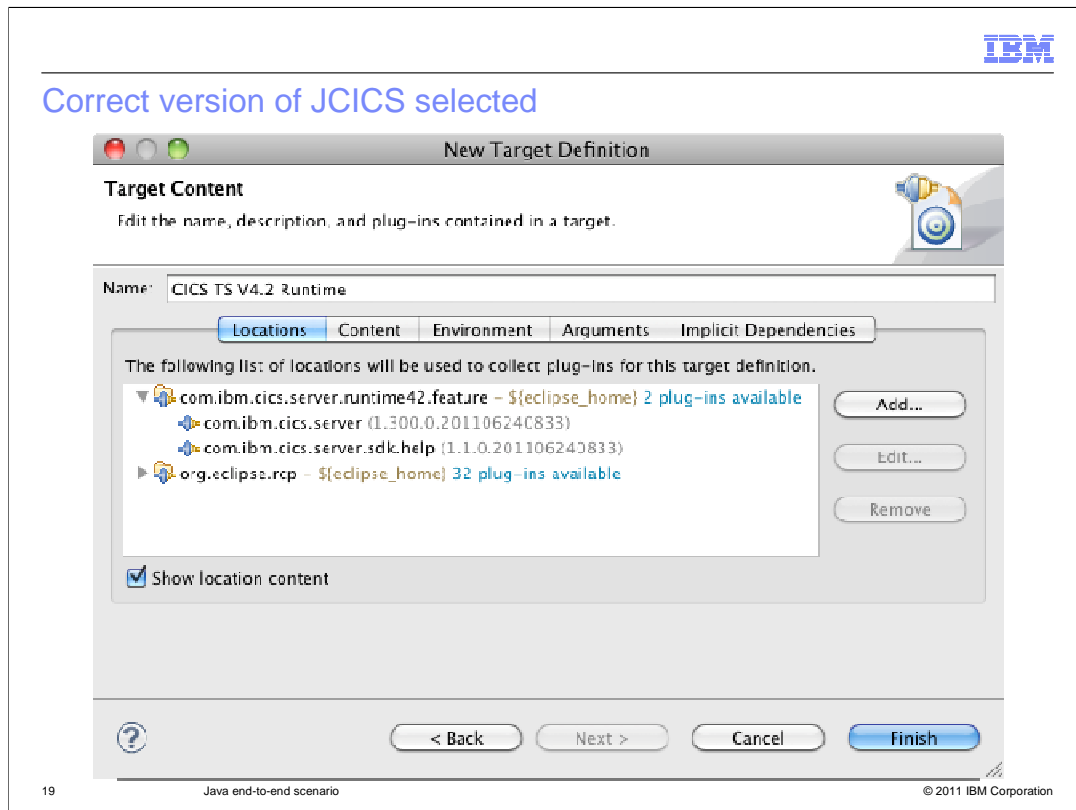 IBM
Correct version of JCICS selected
New Target Definition
Target Content
Edit the name, description, and plug-ins contained in a target.
Name: CICS TS V4.2 Runtime
Locations Content Environment Arguments Implicit Dependencies
The following list of locations will be used to collect plug-ins for this target definition.
com.ibm.cics.server.runtime42.feature - ${eclipse_home} 2 plug-ins available
Add...
com.ibm.cics.server (1.300.0.201106240833)
com.ibm.cics.server.sdk.help (1.1.0.201106240833)
Edit...
org.eclipse.rcp - ${eclipse_home} 32 plug-ins available
Remove
Show location content
? < Back Next > Cancel Finish
19 Java end-to-end scenario © 2011 IBM Corporation